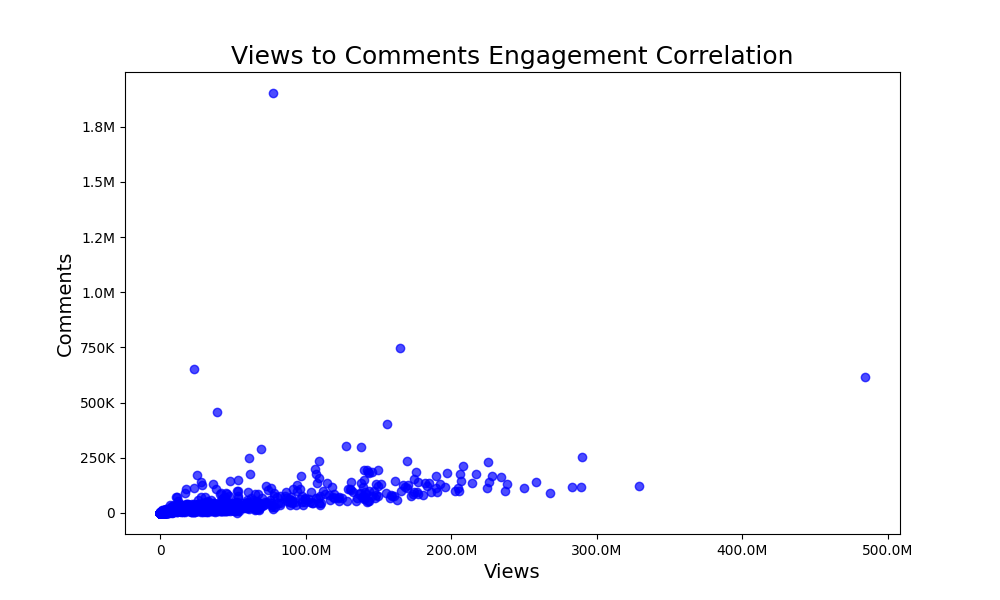 Views to Comments Engagement Correlation
1.8M
1.5M
1.2M
1.0M
750K
500K
250K
0
Comments
0 100.0M 200.0M 300.0M 400.0M 500.0M
Views